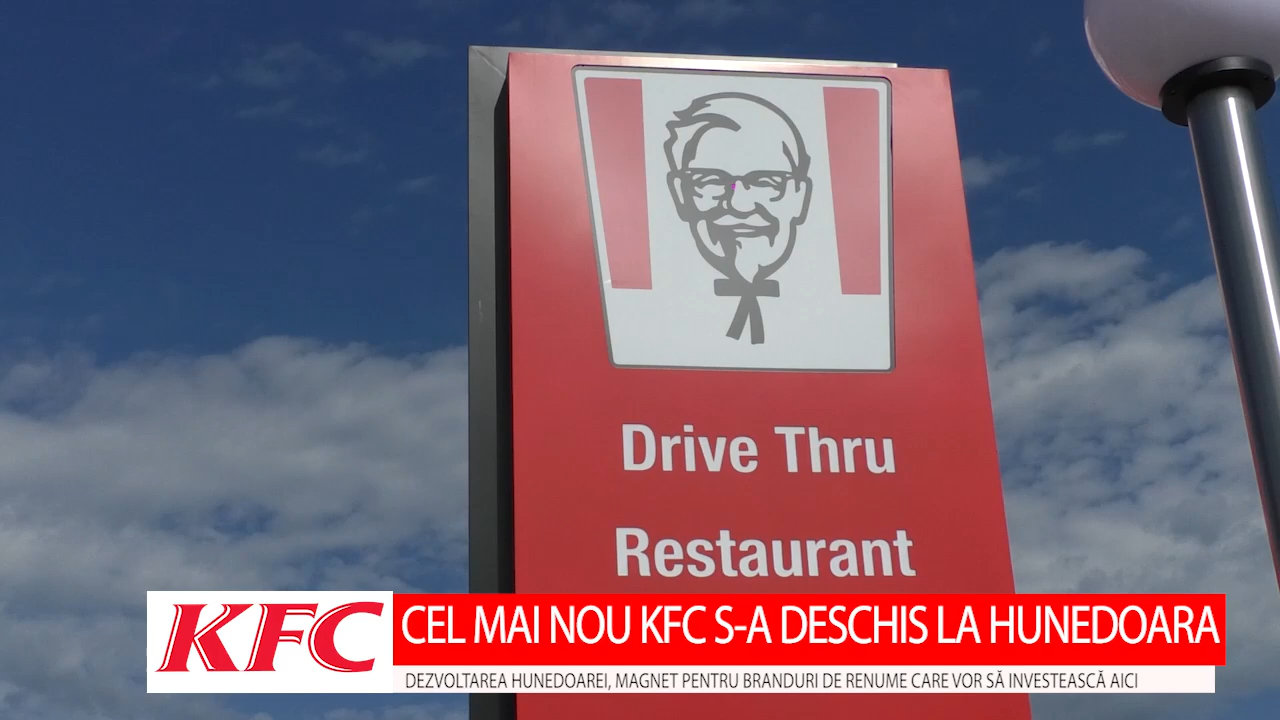 Drive Thru
Restaurant
KFC
CEL MAI NOU KFC S-A DESCHIS LA HUNEDOARA
DEZVOLTAREA HUNEDOAREI, MAGNET PENTRU BRANDURI DE RENUME CARE VOR SĂ INVESTEASCĂ AICI